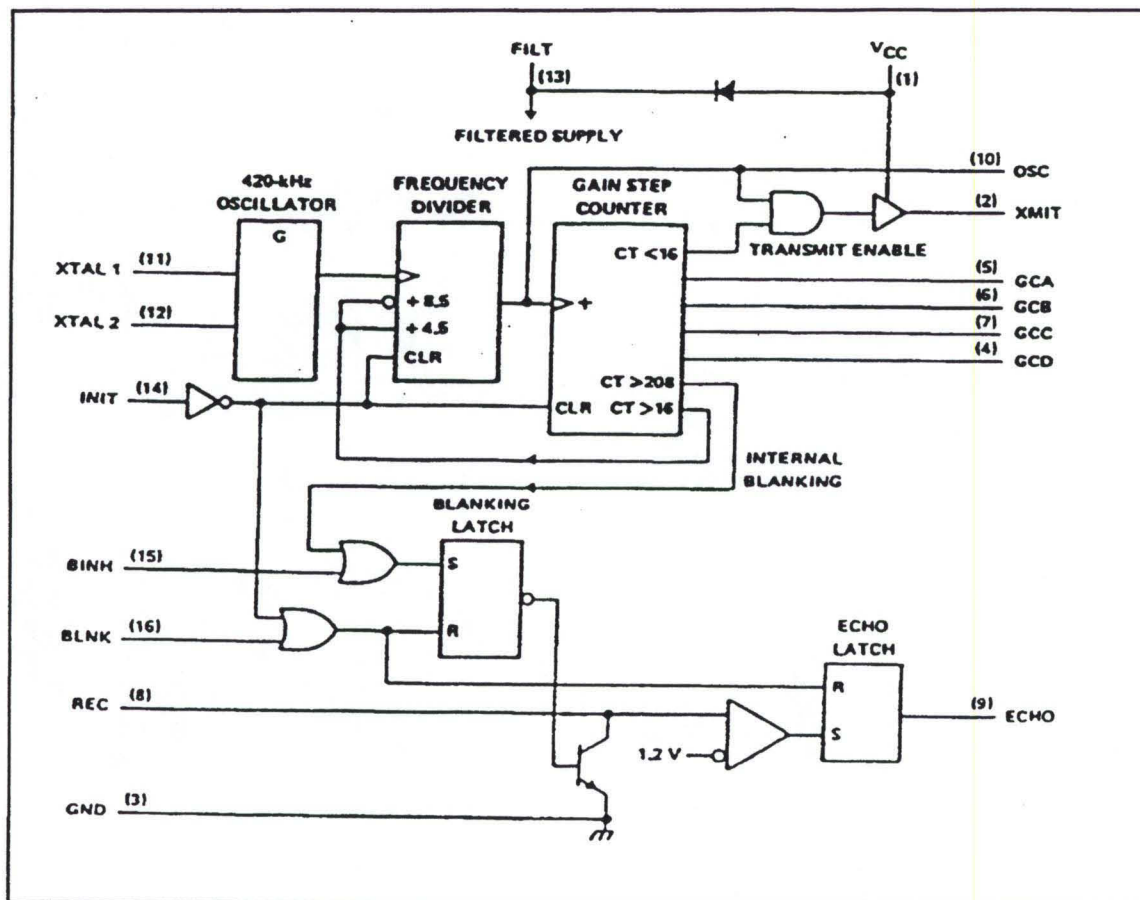 FILT
(13)
VCC
(1)
FILTERED SUPPLY
(10)
OSC
420-kHz
OSCILLATOR
FREQUENCY
DIVIDER
GAIN STEP
COUNTER
G
(2)
XMIT
CT <16
TRANSMIT ENABLE
XTAL 1
(11)
(5)
GCA
+ 8.5
+
(6)
GCB
XTAL 2
(12)
+ 4.5
(7)
GCC
CLR
(4)
GCD
CT >208
INIT
(14)
CLR
CT >16
INTERNAL
BLANKING
BLANKING
LATCH
BINH
(15)
S
BLNK
(16)
R
ECHO
LATCH
R
REC
(8)
(9)
ECHO
S
1.2 V
GND
(3)